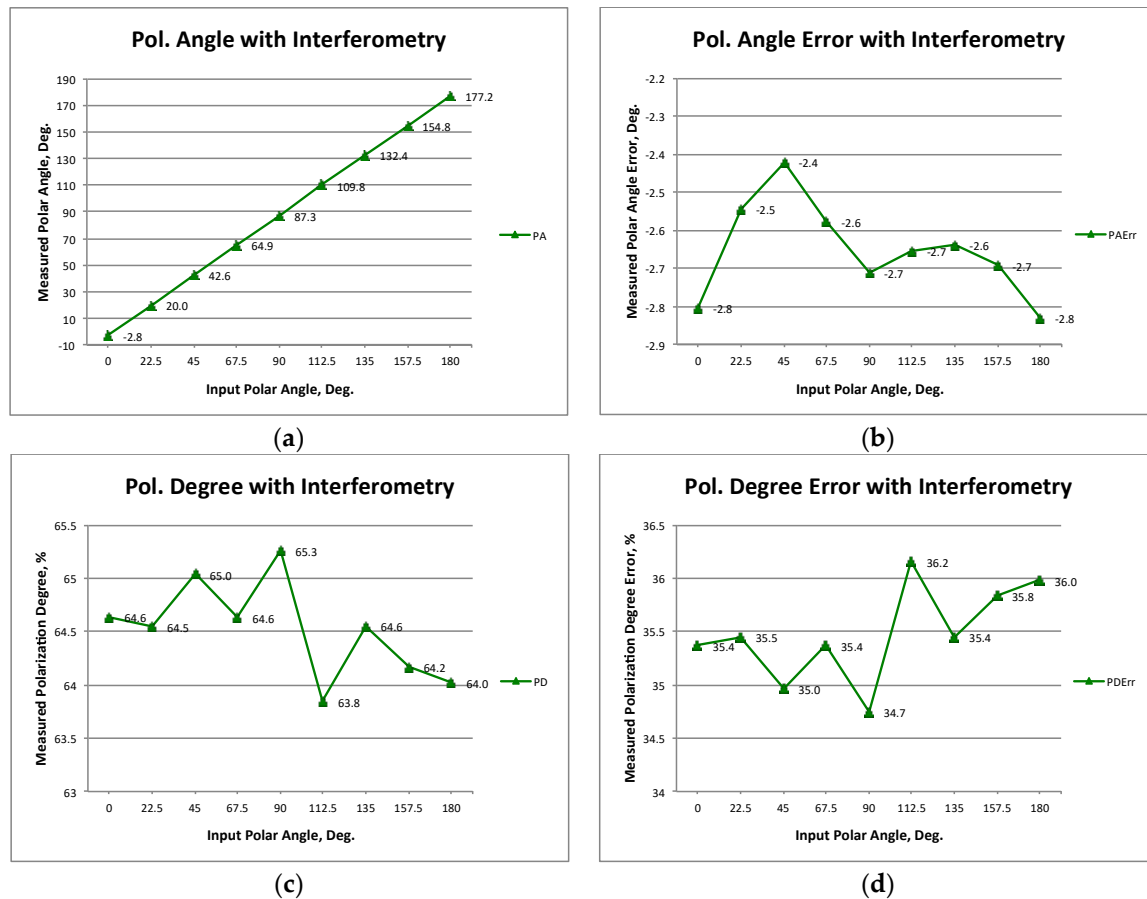 Pol. Angle with Interferometry
Measured Polar Angle, Deg.
190
170
150
130
110
90
70
50
30
10
-10
-2.8
20.0
42.6
64.9
87.3
109.8
132.4
154.8
177.2
PA
0 22.5 45 67.5 90 112.5 135 157.5 180
Input Polar Angle, Deg.
(a)
Pol. Angle Error with Interferometry
Measured Polar Angle Error, Deg.
-2.2
-2.3
-2.4
-2.5
-2.6
-2.7
-2.8
-2.9
-2.8
-2.5
-2.4
-2.6
-2.7
-2.7
-2.6
-2.7
-2.8
PAErr
0 22.5 45 67.5 90 112.5 135 157.5 180
Input Polar Angle, Deg.
(b)
Pol. Degree with Interferometry
Measured Polarization Degree, %
65.5
65
64.5
64
63.5
63
64.6
64.5
65.0
64.6
65.3
63.8
64.6
64.2
64.0
PD
0 22.5 45 67.5 90 112.5 135 157.5 180
Input Polar Angle, Deg.
(c)
Pol. Degree Error with Interferometry
Measured Polarization Degree Error, %
36.5
36
35.5
35
34.5
34
35.4
35.5
35.0
35.4
34.7
36.2
35.4
35.8
36.0
PDErr
0 22.5 45 67.5 90 112.5 135 157.5 180
Input Polar Angle, Deg.
(d)